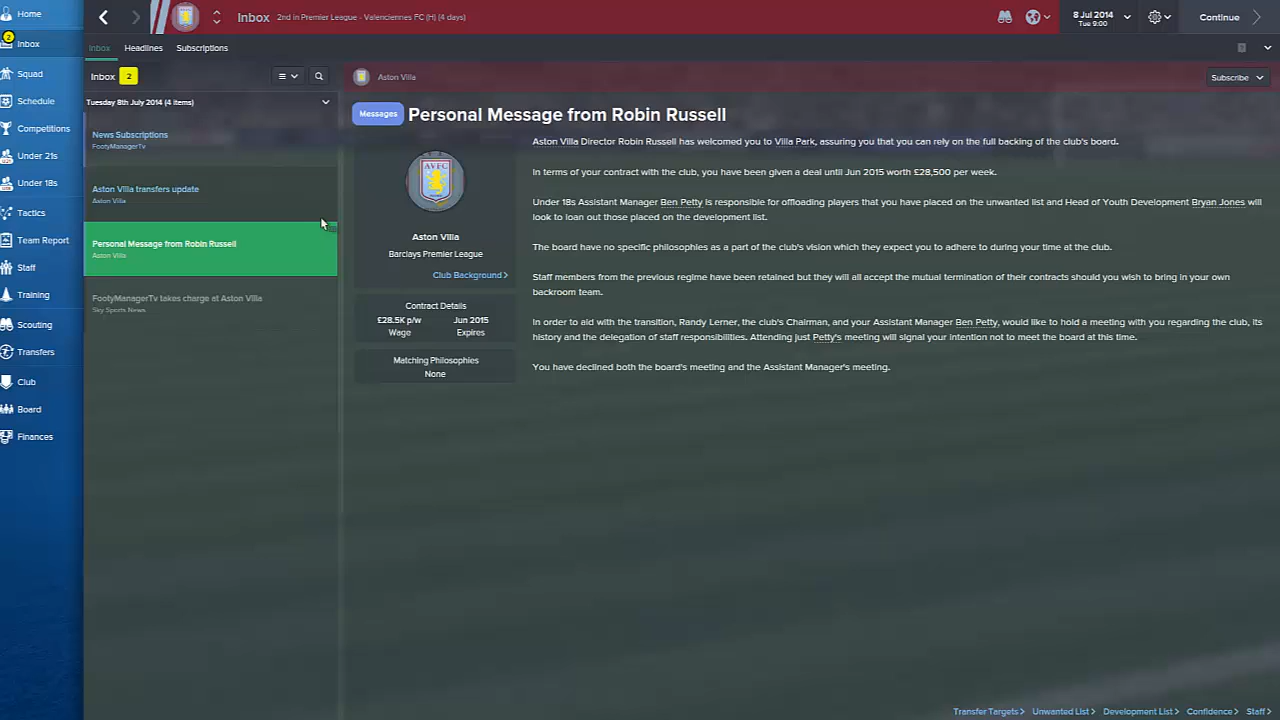 Home
Inbox
2nd in Premier League - Valenciennes FC (H) (4 days)
8 Jul 2014
Tue 9:00
Continue
2
Inbox
Inbox
Headlines
Subscriptions
Squad
Schedule
Competitions
Under 21s
Under 18s
Tactics
Team Report
Staff
Training
Scouting
Transfers
Club
Board
Finances
Inbox 2
Tuesday 8th July 2014 (4 items)
News Subscriptions
FootyManagerTv
Aston Villa transfers update
Aston Villa
Personal Message from Robin Russell
Aston Villa
FootyManagerTv takes charge at Aston Villa
Sky Sports News
Aston Villa
Subscribe
Messages
Personal Message from Robin Russell
AVFC
Aston Villa
Barclays Premier League
Club Background >
Contract Details
£28.5K p/w
Jun 2015
Wage
Expires
Matching Philosophies
None
Aston Villa Director Robin Russell has welcomed you to Villa Park, assuring you that you can rely on the full backing of the club's board.
In terms of your contract with the club, you have been given a deal until Jun 2015 worth £28,500 per week.
Under 18s Assistant Manager Ben Petty is responsible for offloading players that you have placed on the unwanted list and Head of Youth Development Bryan Jones will
look to loan out those placed on the development list.
The board have no specific philosophies as a part of the club's vision which they expect you to adhere to during your time at the club.
Staff members from the previous regime have been retained but they will all accept the mutual termination of their contracts should you wish to bring in your own
backroom team.
In order to aid with the transition, Randy Lerner, the club's Chairman, and your Assistant Manager Ben Petty, would like to hold a meeting with you regarding the club, its
history and the delegation of staff responsibilities. Attending just Petty's meeting will signal your intention not to meet the board at this time.
You have declined both the board's meeting and the Assistant Manager's meeting.
Transfer Targets >
Unwanted List >
Development List >
Confidence >
Staff >